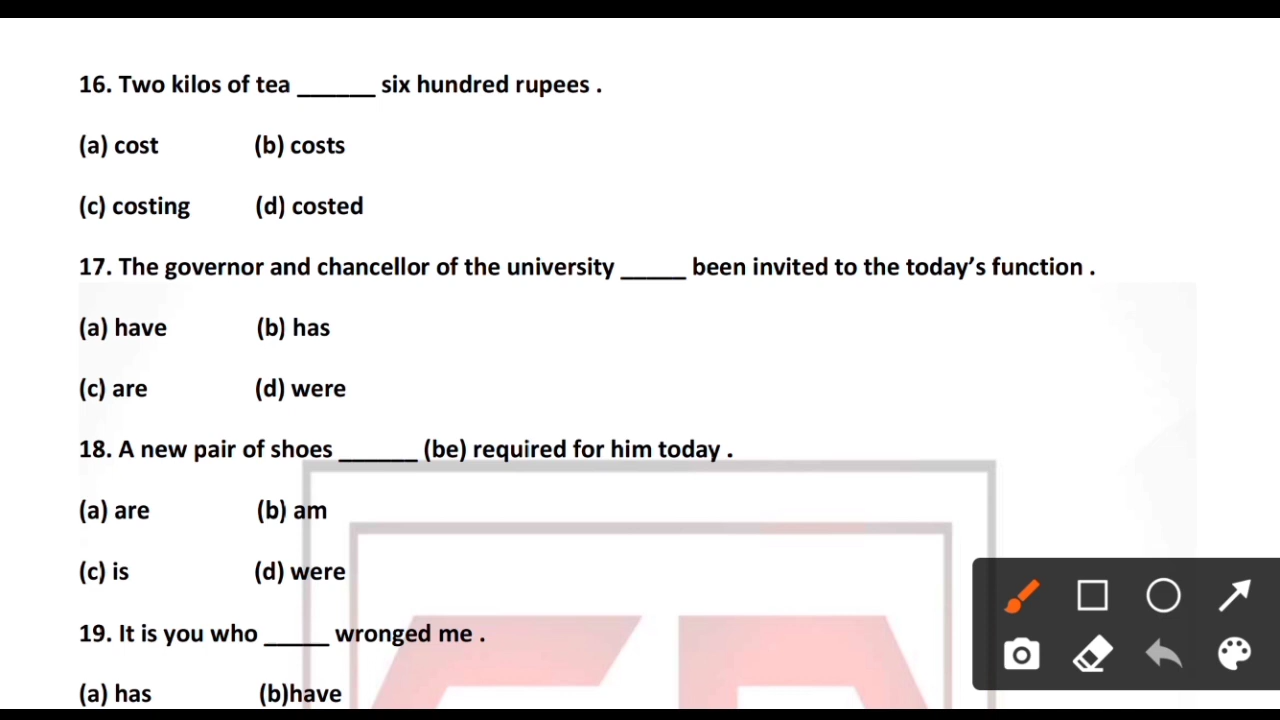 16. Two kilos of tea ______ six hundred rupees .
(a) cost (b) costs
(c) costing (d) costed
17. The governor and chancellor of the university _____ been invited to the today’s function .
(a) have (b) has
(c) are (d) were
18. A new pair of shoes ______ (be) required for him today .
(a) are (b) am
(c) is (d) were
19. It is you who _____ wronged me .
(a) has (b)have